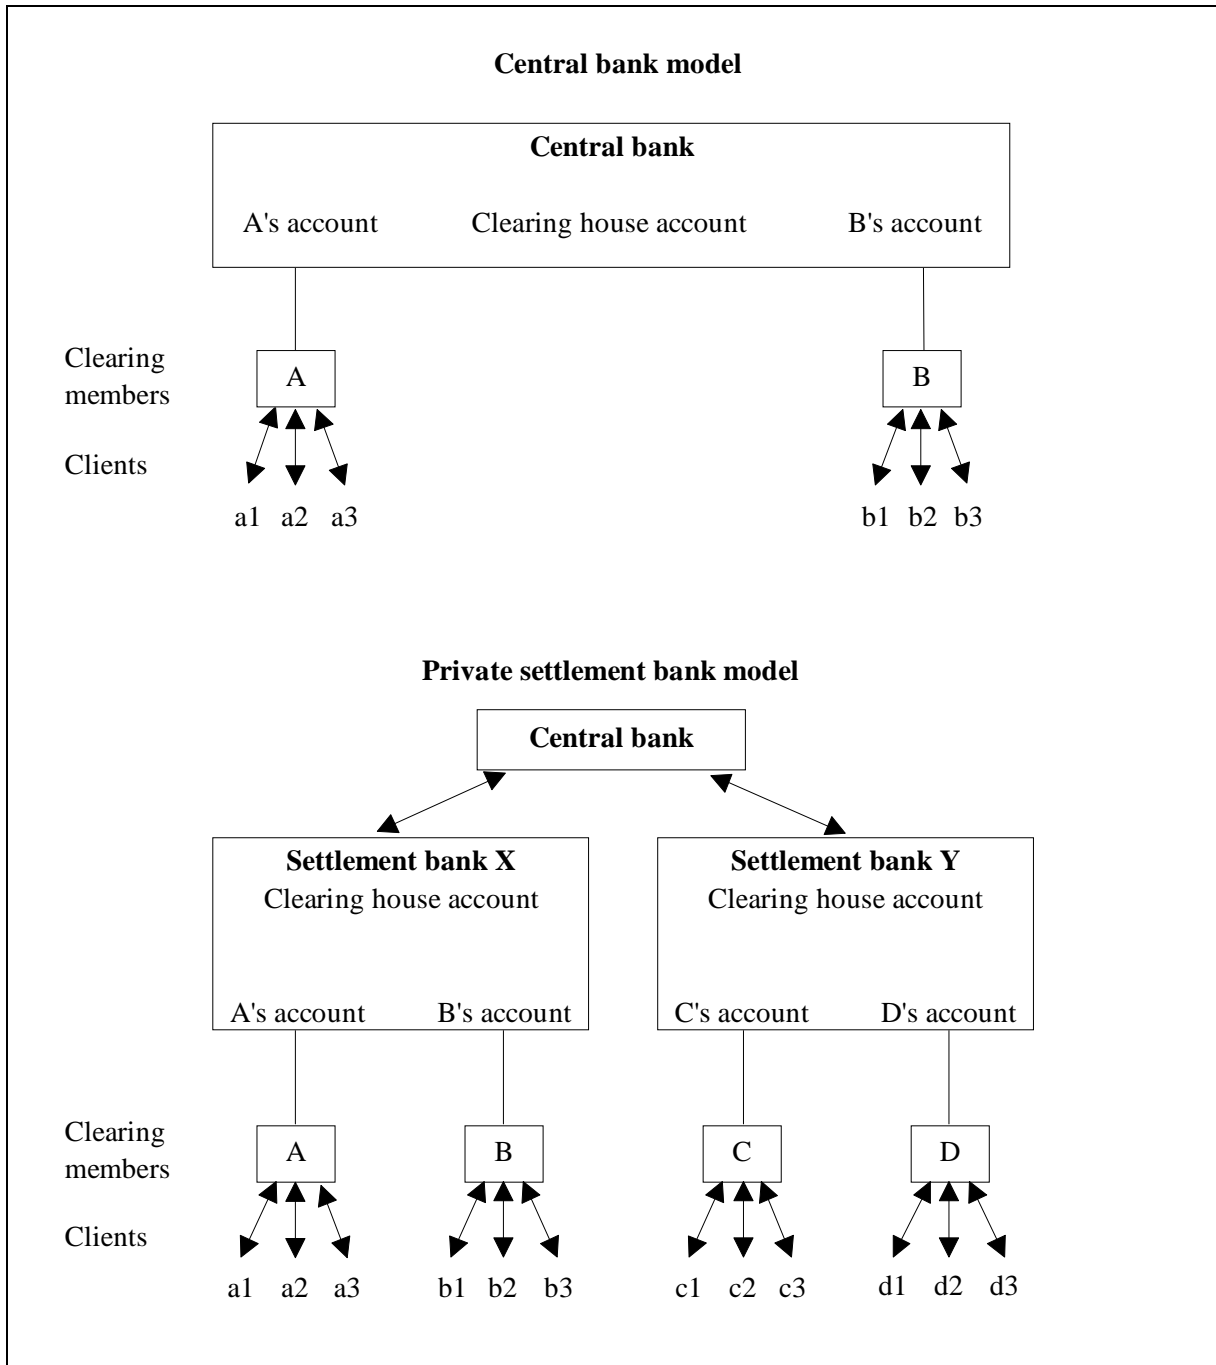 Central bank model
Central bank
A's account Clearing house account B's account
Clearing
members
A B
Clients
a1 a2 a3 b1 b2 b3
Private settlement bank model
Central bank
Settlement bank X Settlement bank Y
Clearing house account Clearing house account
A's account B's account C's account D's account
Clearing
members
A B C D
Clients
a1 a2 a3 b1 b2 b3 c1 c2 c3 d1 d2 d3